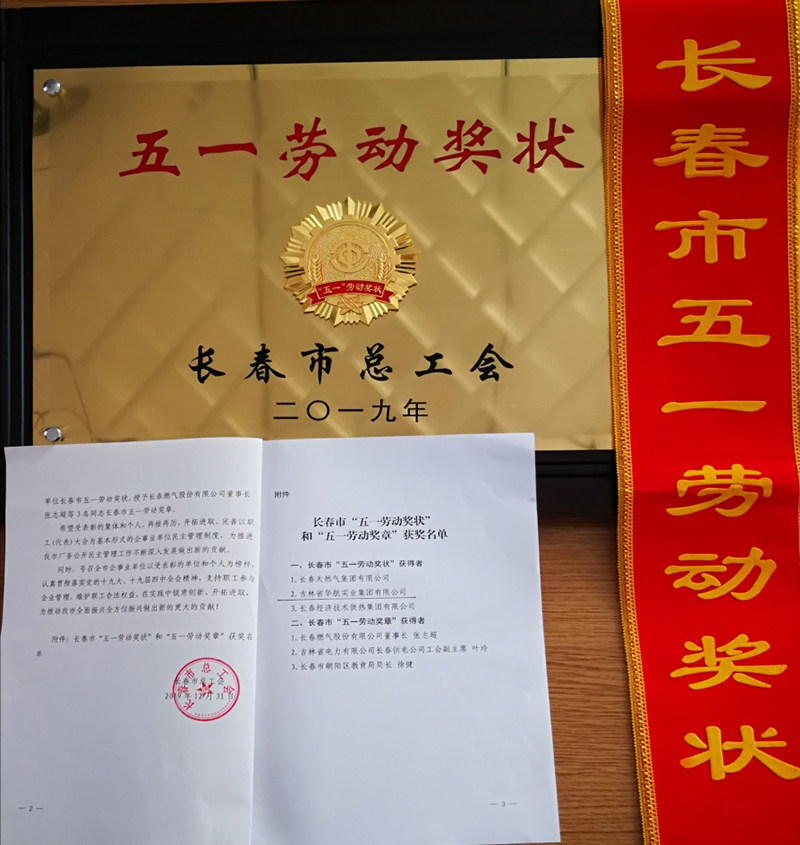 五一劳动奖状
“五一”劳动奖状
长春市总工会
二〇一九年
长春市五一劳动奖状
单位长春市五一劳动奖状，授予长春燃气股份有限公司董事长
张志超等3名同志长春市五一劳动奖章。
希望受表彰的集体和个人，再接再厉，开拓进取，完善以职
工(代表)大会为基本形式的企事业单位民主管理制度，为推进
我市厂务公开民主管理工作不断深入发展做出新的贡献。
同时，号召全市企事业单位以受表彰的单位和个人为榜样，
认真贯彻落实党的十九大、十九届四中全会精神，支持职工参与
企业管理，维护职工合法权益，在实践中锐意创新、开拓进取，
为推动我市全面振兴全方位振兴做出新的更大的贡献！
附件：长春市“五一劳动奖状”和“五一劳动奖章”获奖名
单
长春市总工会
2019年12月31日
长春市总工会
— 2 —
附件
长春市“五一劳动奖状”
和“五一劳动奖章”获奖名单
一、长春市“五一劳动奖状”获得者
1.长春天然气集团有限公司
2.吉林省华航实业集团有限公司
3.长春经济技术供热集团有限公司
二、长春市“五一劳动奖章”获得者
1.长春燃气股份有限公司董事长 张志超
2.吉林省电力有限公司长春供电公司工会副主席 叶玲
3.长春市朝阳区教育局局长 徐健
— 3 —